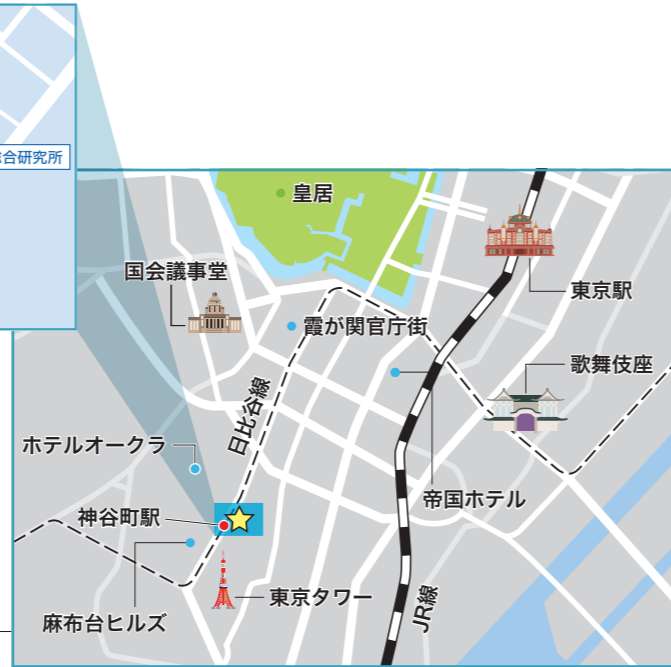 合研究所
皇居
国会議事堂
東京駅
霞が関官庁街
歌舞伎座
日比谷線
ホテルオークラ
帝国ホテル
神谷町駅
東京タワー
JR線
麻布台ヒルズ